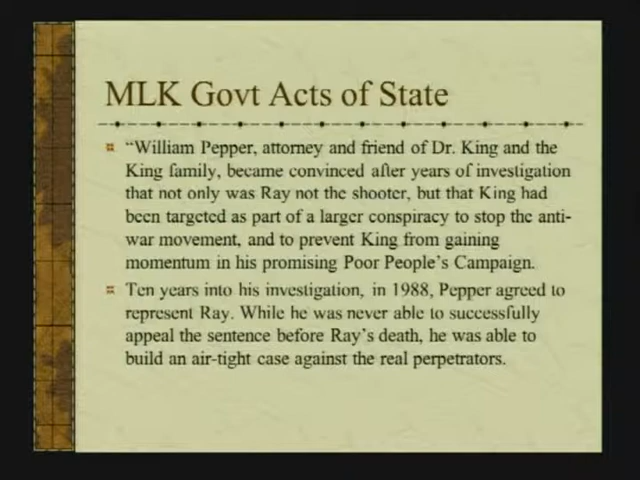 MLK Govt Acts of State
“William Pepper, attorney and friend of Dr. King and the
King family, became convinced after years of investigation
that not only was Ray not the shooter, but that King had
been targeted as part of a larger conspiracy to stop the anti-
war movement, and to prevent King from gaining
momentum in his promising Poor People’s Campaign.
Ten years into his investigation, in 1988, Pepper agreed to
represent Ray. While he was never able to successfully
appeal the sentence before Ray’s death, he was able to
build an air-tight case against the real perpetrators.